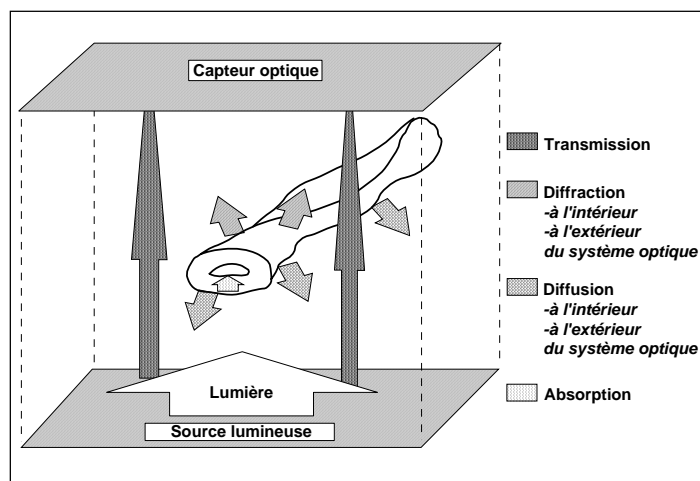 Capteur optique
Transmission
Diffraction
-à l'intérieur
-à l'extérieur
du système optique
Diffusion
-à l'intérieur
-à l'extérieur
du système optique
Absorption
Lumière
Source lumineuse